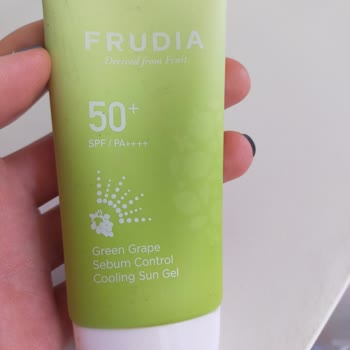 FRUDIA
Derived from Fruit
50+
SPF / PA++++
Green Grape
Sebum Control
Cooling Sun Gel